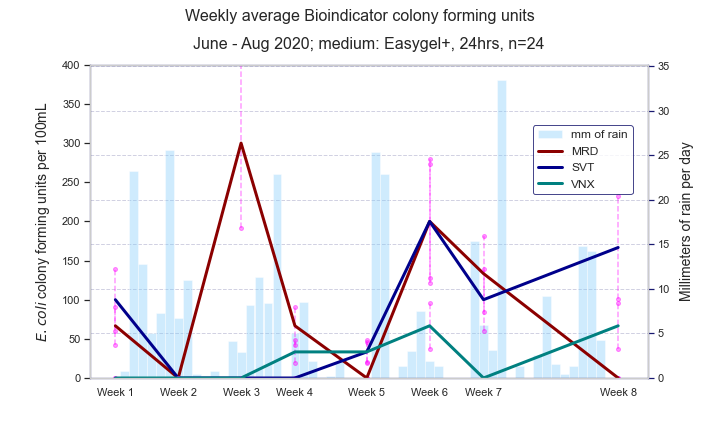 Weekly average Bioindicator colony forming units
June - Aug 2020; medium: Easygel+, 24hrs, n=24
E. coli colony forming units per 100mL
400
350
300
250
200
150
100
50
0
35
30
25
20
15
10
5
0
Millimeters of rain per day
mm of rain
MRD
SVT
VNX
Week 1 Week 2 Week 3 Week 4 Week 5 Week 6 Week 7 Week 8